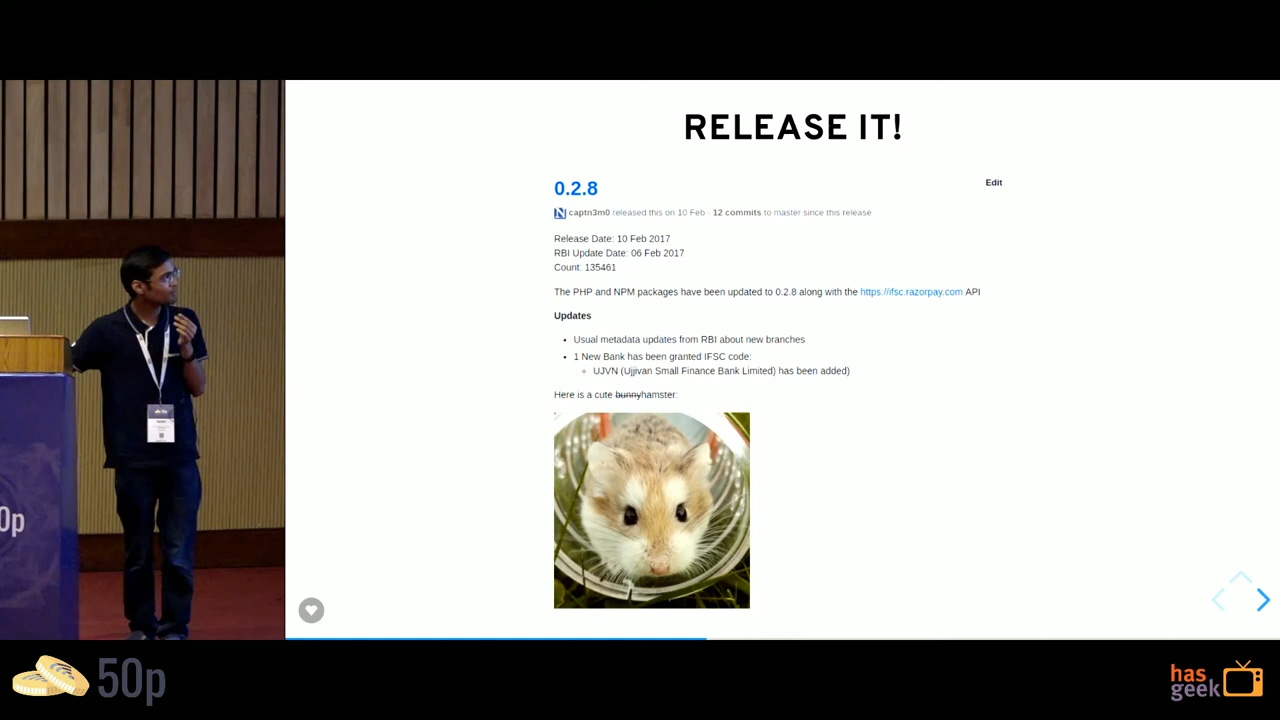 RELEASE IT!
0.2.8
Edit
captn3m0 released this on 10 Feb · 12 commits to master since this release
Release Date: 10 Feb 2017
RBI Update Date: 06 Feb 2017
Count: 135461
The PHP and NPM packages have been updated to 0.2.8 along with the https://ifsc.razorpay.com API
Updates
• Usual metadata updates from RBI about new branches
• 1 New Bank has been granted IFSC code:
UJVN (Ujjivan Small Finance Bank Limited) has been added)
Here is a cute bunnyhamster:
0p
50p
has
geek